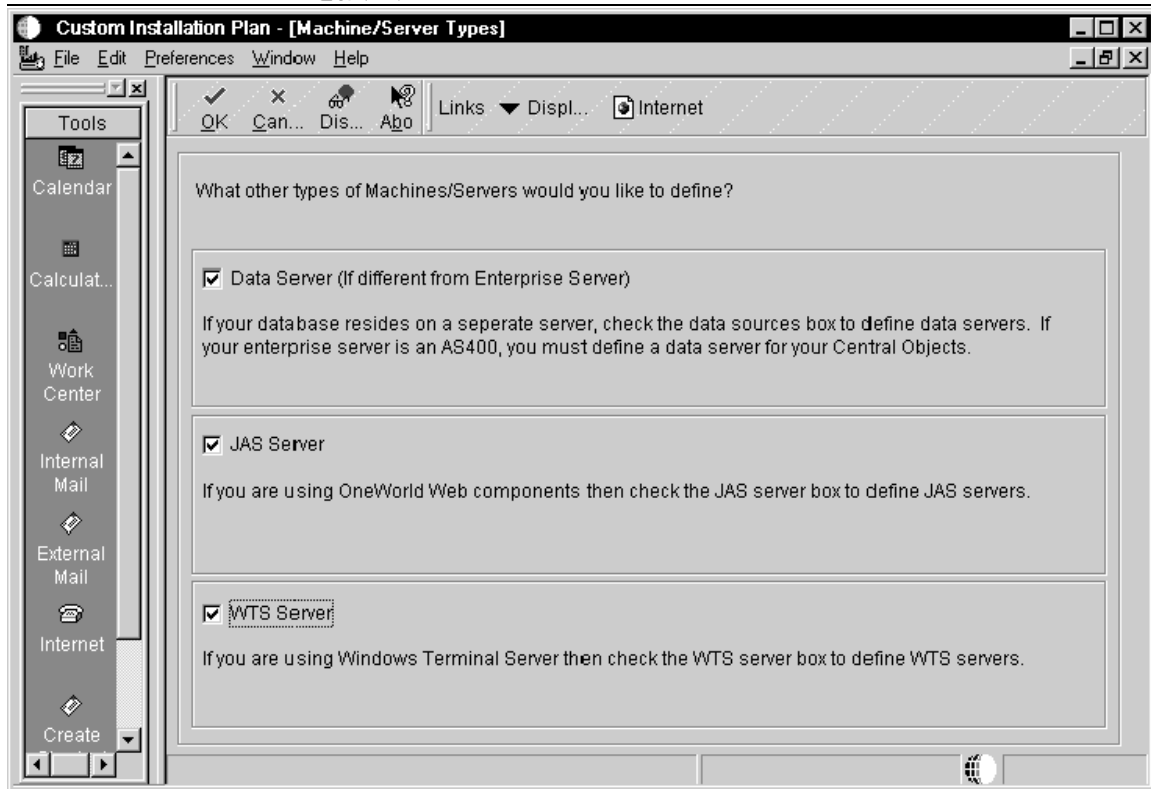 Custom Installation Plan - [Machine/Server Types]
File Edit Preferences Window Help
Tools
OK Can... Dis... Abo Links Displ... Internet
Calendar
Calculat...
Work
Center
Internal
Mail
External
Mail
Internet
Create
What other types of Machines/Servers would you like to define?
Data Server (If different from Enterprise Server)
If your database resides on a seperate server, check the data sources box to define data servers. If
your enterprise server is an AS400, you must define a data server for your Central Objects.
JAS Server
If you are using OneWorld Web components then check the JAS server box to define JAS servers.
WTS Server
If you are using Windows Terminal Server then check the WTS server box to define WTS servers.